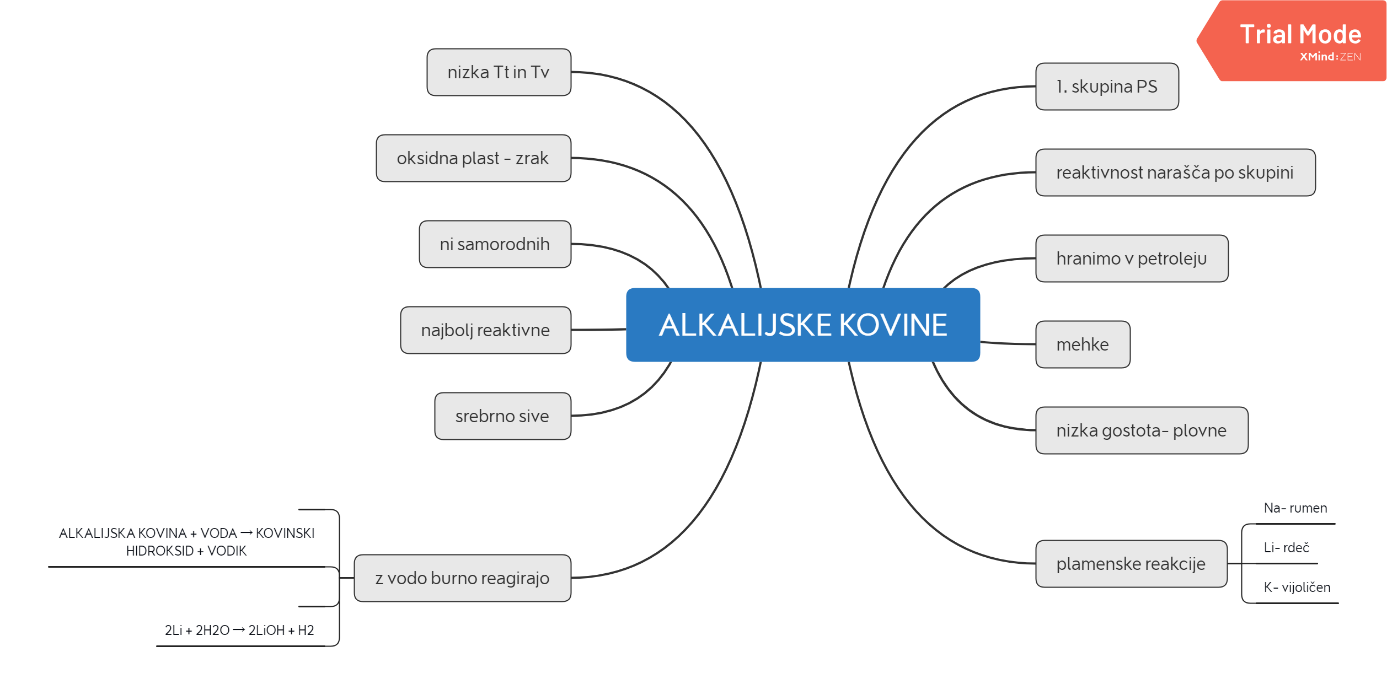 Trial Mode
XMind:ZEN
ALKALIJSKE KOVINE
1. skupina PS
reaktivnost narašča po skupini
hranimo v petroleju
mehke
nizka gostota- plovne
plamenske reakcije
Na- rumen
Li- rdeč
K- vijoličen
nizka Tt in Tv
oksidna plast - zrak
ni samorodnih
najbolj reaktivne
srebrno sive
z vodo burno reagirajo
ALKALIJSKA KOVINA + VODA → KOVINSKI
HIDROKSID + VODIK
2Li + 2H2O → 2LiOH + H2